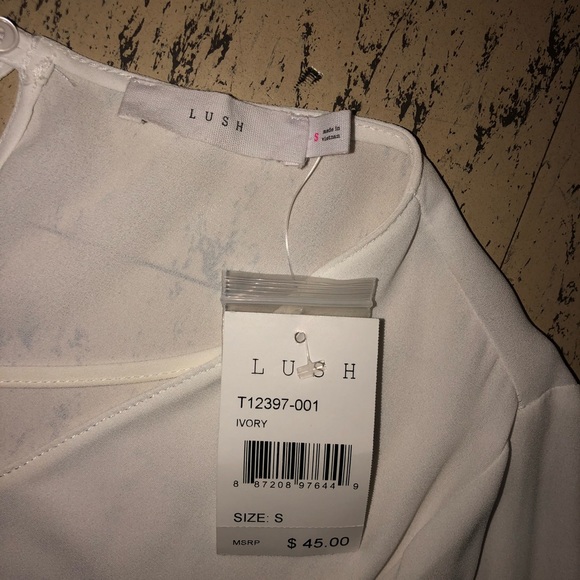 LUSH
S
made in
vietnam
LUSH
T12397-001
IVORY
8 87208 97644 9
SIZE: S
MSRP $ 45.00